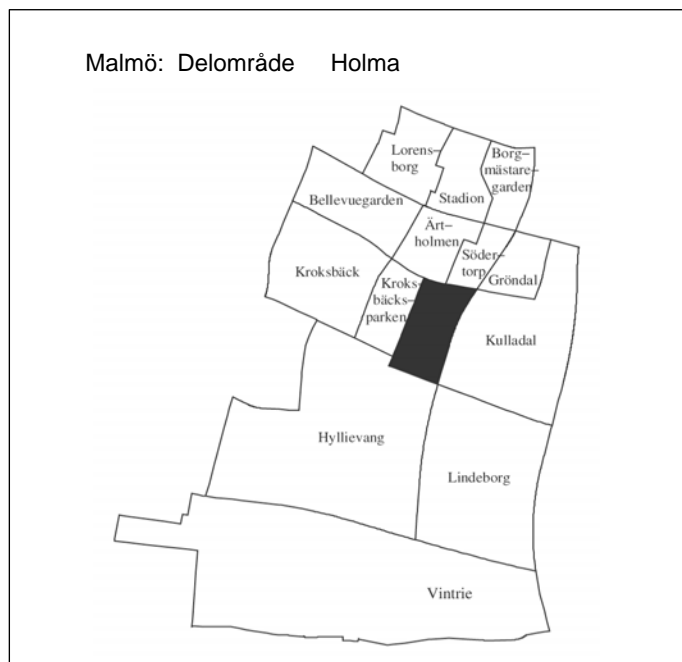 Malmö: Delområde Holma
Lorens–
borg
Borg–
mästare–
garden
Stadion
Bellevuegarden
Ärt–
holmen
Söder–
torp
Gröndal
Kroksbäck
Kroks–
bäcks–
parken
Kulladal
Hyllievang
Lindeborg
Vintrie